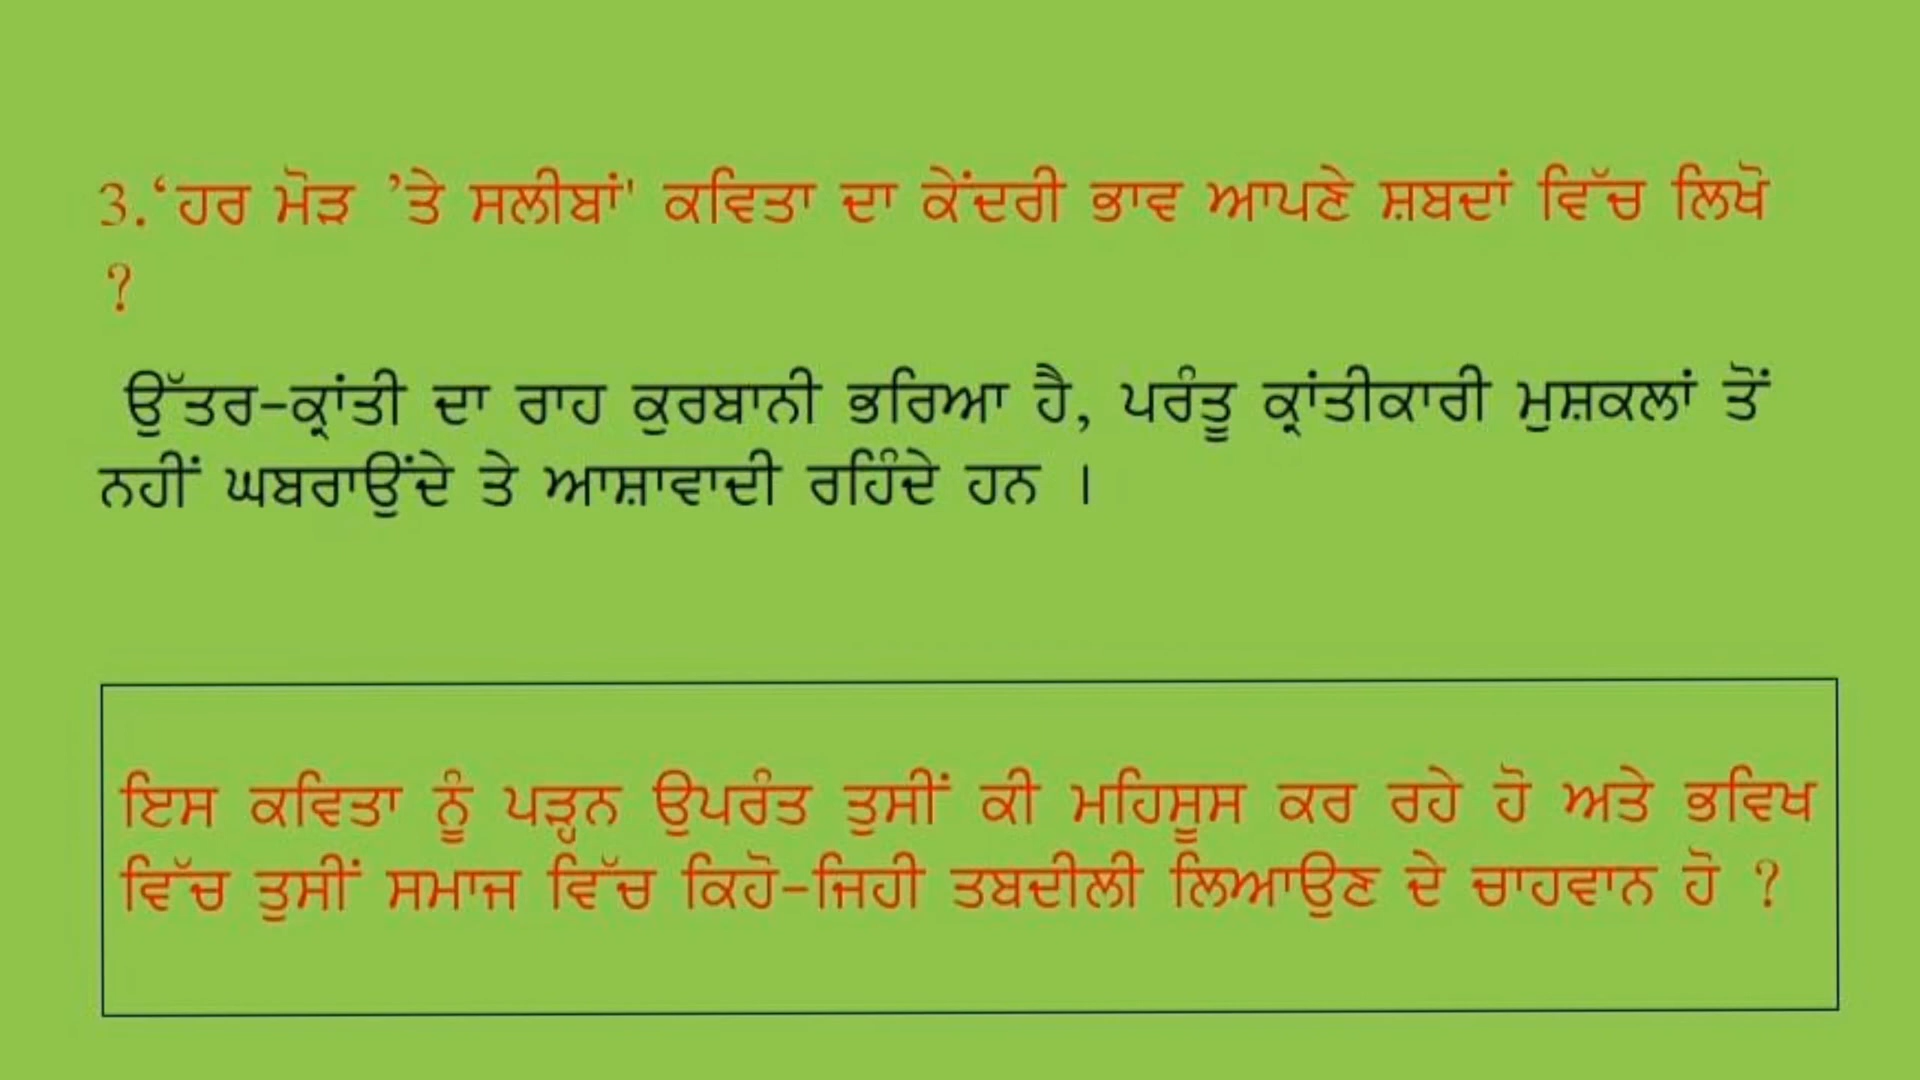 3.‘ਹਰ ਮੋੜ ’ਤੇ ਸਲੀਬਾਂ' ਕਵਿਤਾ ਦਾ ਕੇਂਦਰੀ ਭਾਵ ਆਪਣੇ ਸ਼ਬਦਾਂ ਵਿੱਚ ਲਿਖੋ
?
ਉੱਤਰ-ਕ੍ਰਾਂਤੀ ਦਾ ਰਾਹ ਕੁਰਬਾਨੀ ਭਰਿਆ ਹੈ, ਪਰੰਤੂ ਕ੍ਰਾਂਤੀਕਾਰੀ ਮੁਸ਼ਕਲਾਂ ਤੋਂ
ਨਹੀਂ ਘਬਰਾਉਂਦੇ ਤੇ ਆਸ਼ਾਵਾਦੀ ਰਹਿੰਦੇ ਹਨ ।
ਇਸ ਕਵਿਤਾ ਨੂੰ ਪੜ੍ਹਨ ਉਪਰੰਤ ਤੁਸੀਂ ਕੀ ਮਹਿਸੂਸ ਕਰ ਰਹੇ ਹੋ ਅਤੇ ਭਵਿਖ
ਵਿੱਚ ਤੁਸੀਂ ਸਮਾਜ ਵਿੱਚ ਕਿਹੋ-ਜਿਹੀ ਤਬਦੀਲੀ ਲਿਆਉਣ ਦੇ ਚਾਹਵਾਨ ਹੋ ?